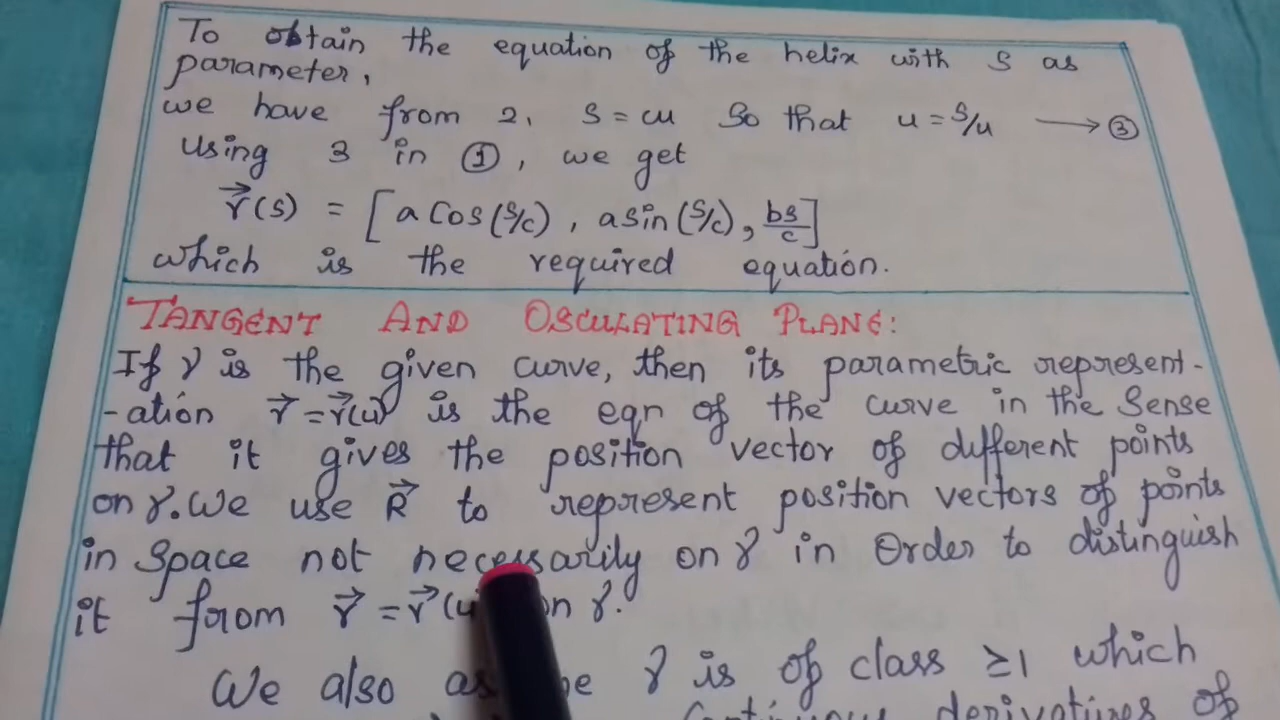 To obtain the equation of the helix with S as
parameter,
we have from 2, S = cu So that u = S/u ⟶ ③
Using 3 in ①, we get
r⃗(s) = [a Cos(S/c), a sin(S/c), bs/c]
which is the required equation.
TANGENT AND OSCULATING PLANE:
If γ is the given curve, then its parametric represent-
-ation r⃗ = r⃗(u) is the eqn of the curve in the Sense
that it gives the position vector of different points
on γ. We use R⃗ to represent position vectors of points
in Space not necessarily on γ in Order to distinguish
it from r⃗ = r⃗(u on γ.
We also as e γ is of class ≥1 which
derivatives of